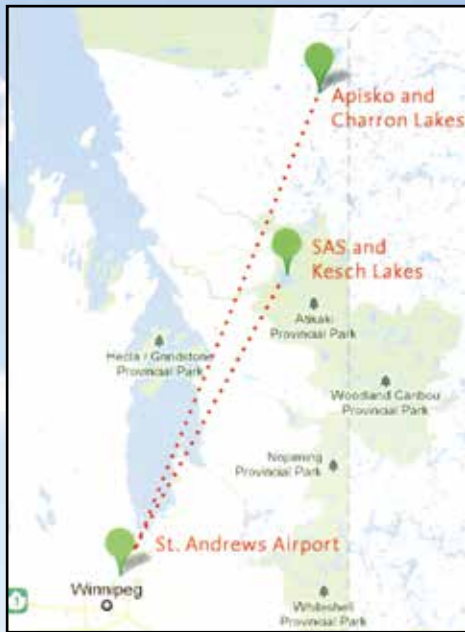 Apisko and
Charron Lakes
SAS and
Kesch Lakes
Atikaki
Provincial Park
Hecla / Grindstone
Provincial Park
Woodland Caribou
Provincial Park
Nopiming
Provincial Park
St. Andrews Airport
Winnipeg
1
Whiteshell
Provincial Park